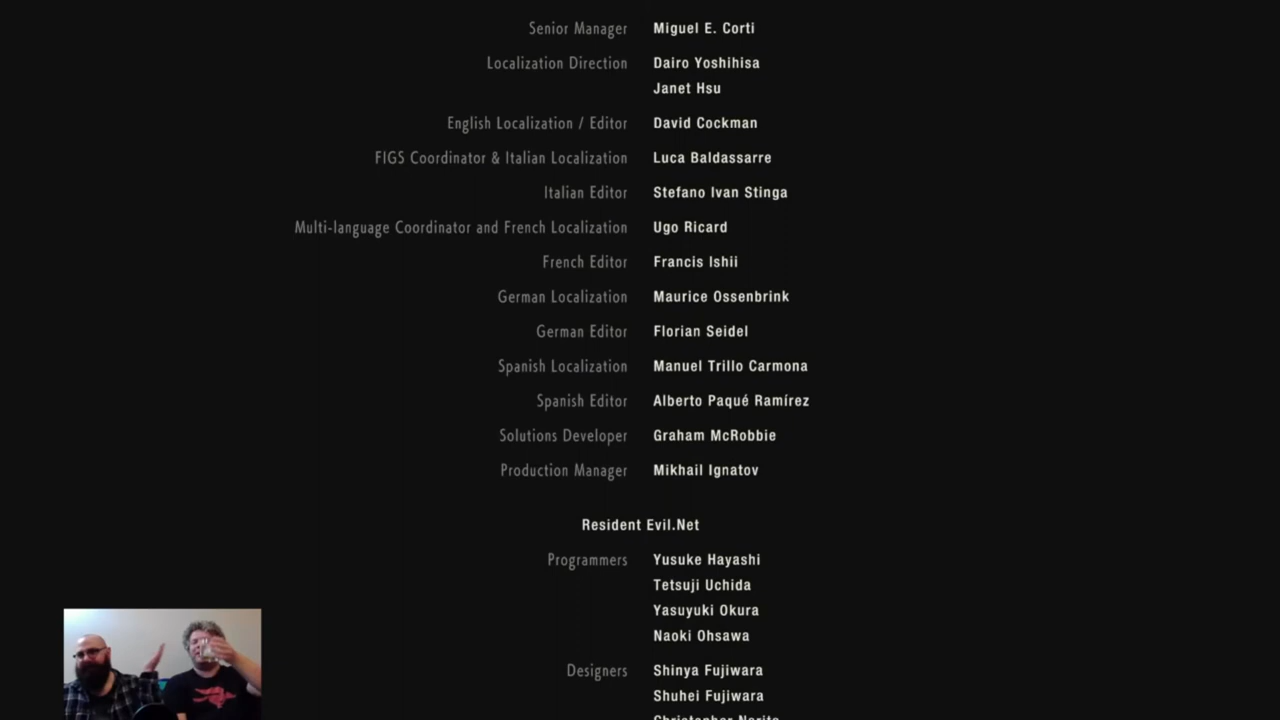 Senior Manager Miguel E. Corti
Localization Direction Dairo Yoshihisa
Janet Hsu
English Localization / Editor David Cockman
FIGS Coordinator & Italian Localization Luca Baldassarre
Italian Editor Stefano Ivan Stinga
Multi-language Coordinator and French Localization Ugo Ricard
French Editor Francis Ishii
German Localization Maurice Ossenbrink
German Editor Florian Seidel
Spanish Localization Manuel Trillo Carmona
Spanish Editor Alberto Paqué Ramírez
Solutions Developer Graham McRobbie
Production Manager Mikhail Ignatov
Resident Evil.Net
Programmers Yusuke Hayashi
Tetsuji Uchida
Yasuyuki Okura
Naoki Ohsawa
Designers Shinya Fujiwara
Shuhei Fujiwara
Christopher